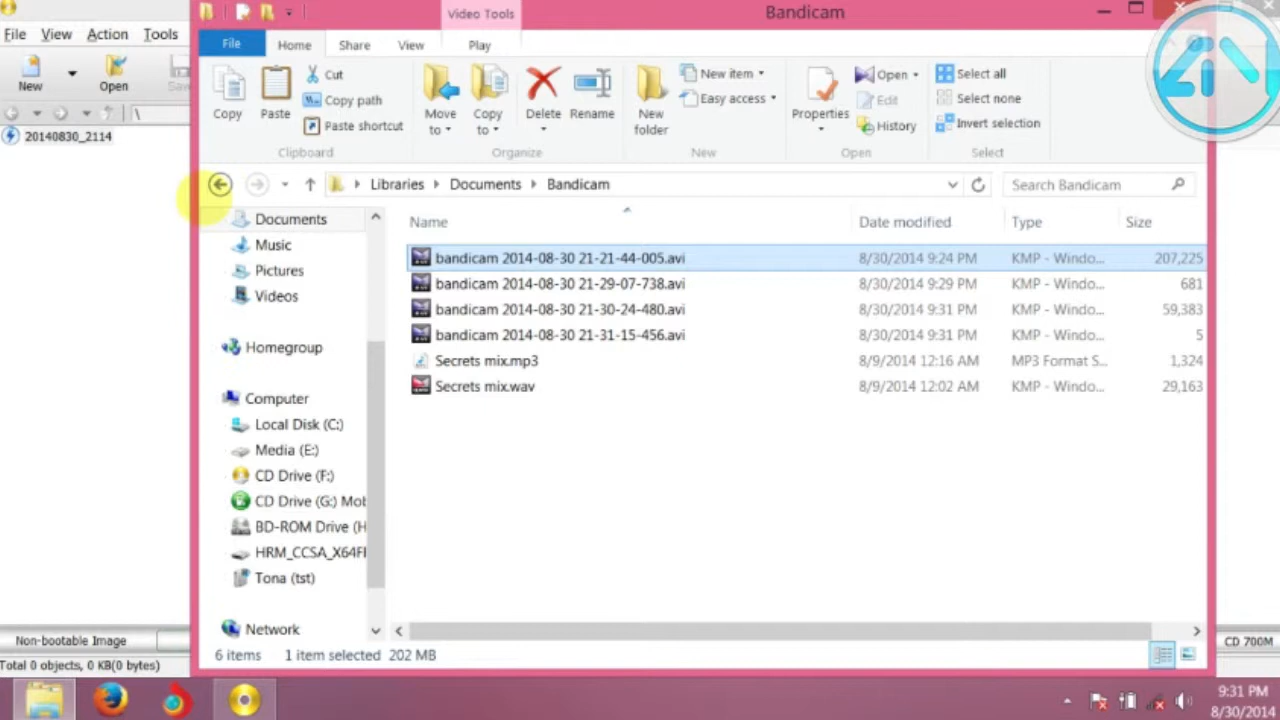 Video Tools
Bandicam
File View Action Tools
File Home Share View Play
New
Open
Save
Copy
Paste
Cut
Copy path
Paste shortcut
Clipboard
Move to
Copy to
Delete
Rename
Organize
New folder
New item
Easy access
New
Properties
Open
Edit
History
Open
Select all
Select none
Invert selection
Select
\
20140830_2114
Libraries Documents Bandicam
Search Bandicam
Documents
Music
Pictures
Videos
Homegroup
Computer
Local Disk (C:)
Media (E:)
CD Drive (F:)
CD Drive (G:) Mob
BD-ROM Drive (H
HRM_CCSA_X64FR
Tona (tst)
Network
Name Date modified Type Size
bandicam 2014-08-30 21-21-44-005.avi 8/30/2014 9:24 PM KMP - Windo... 207,225
bandicam 2014-08-30 21-29-07-738.avi 8/30/2014 9:29 PM KMP - Windo... 681
bandicam 2014-08-30 21-30-24-480.avi 8/30/2014 9:31 PM KMP - Windo... 59,383
bandicam 2014-08-30 21-31-15-456.avi 8/30/2014 9:31 PM KMP - Windo... 5
Secrets mix.mp3 8/9/2014 12:16 AM MP3 Format S... 1,324
Secrets mix.wav 8/9/2014 12:02 AM KMP - Windo... 29,163
Non-bootable Image
CD 700M
6 items 1 item selected 202 MB
Total 0 objects, 0 KB(0 bytes)
9:31 PM
8/30/2014